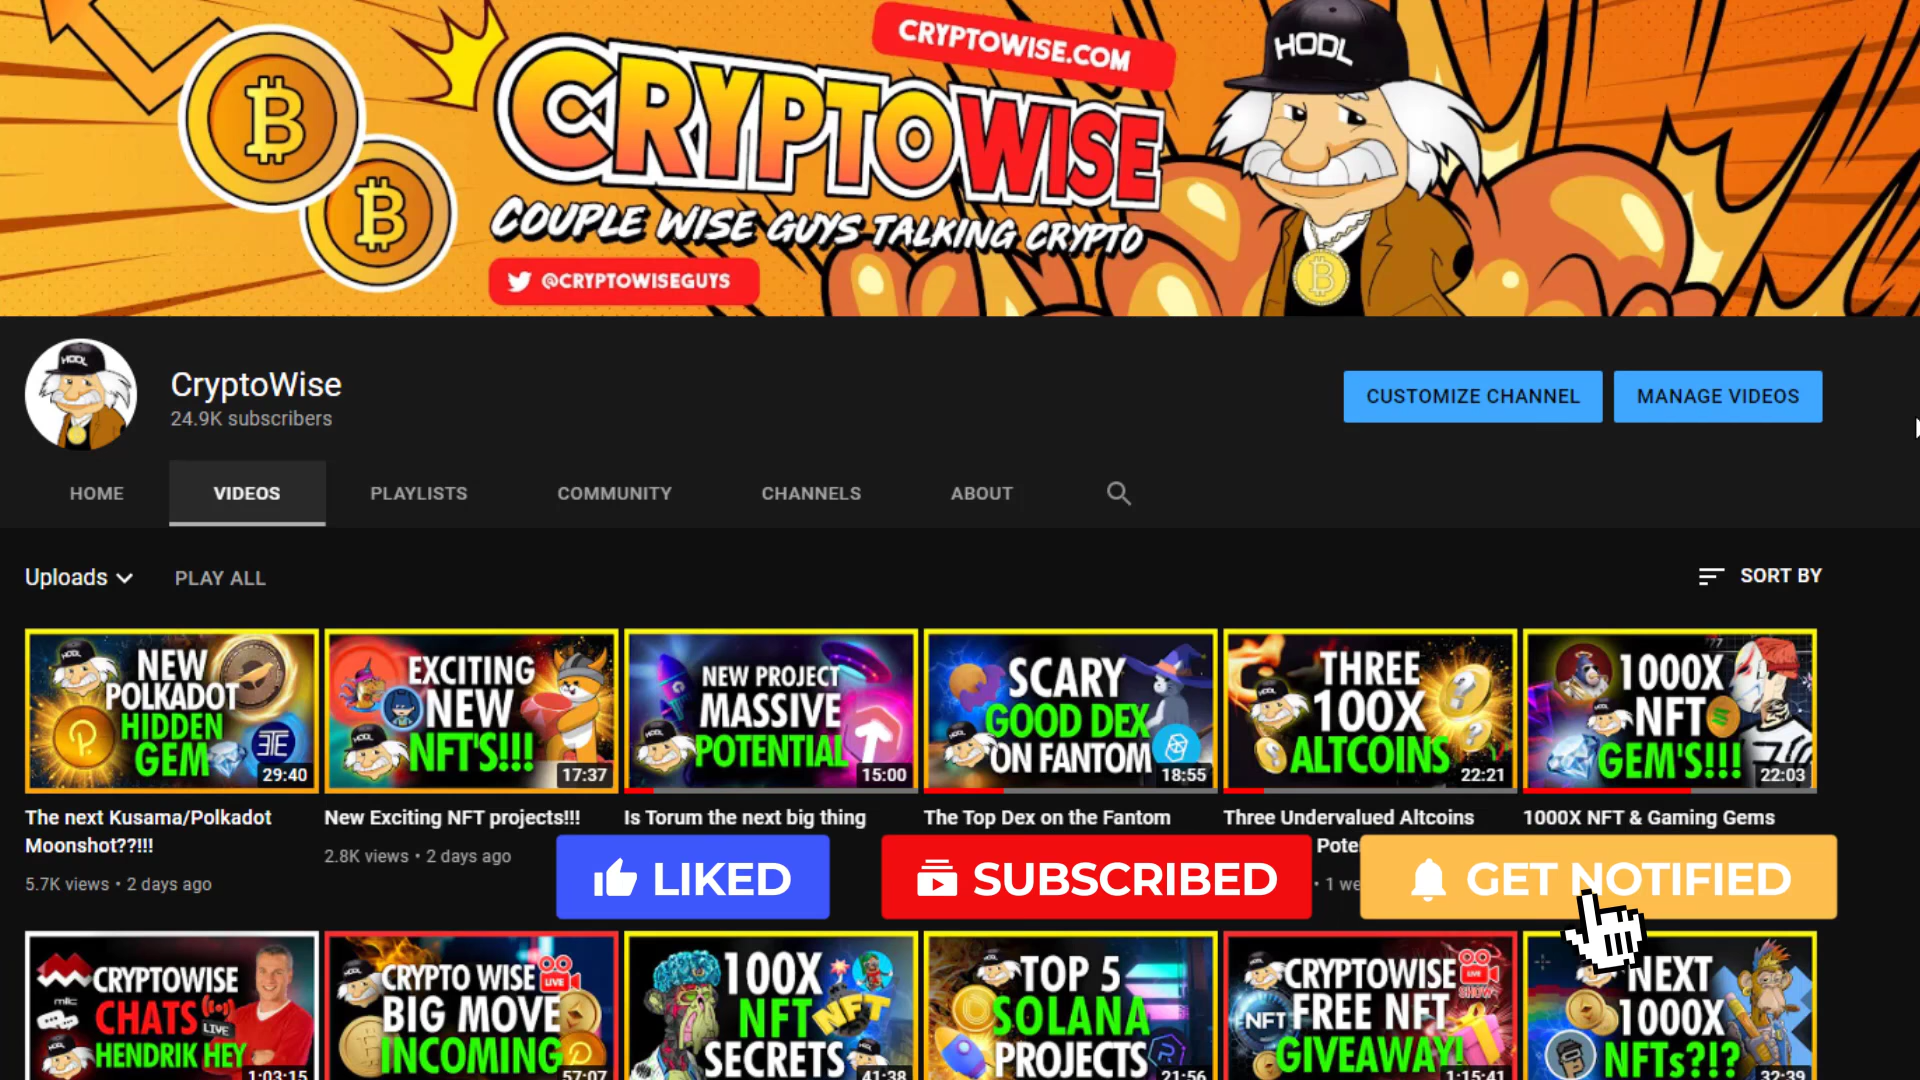 CRYPTOWISE.COM
HODL
CRYPTOWISE
COUPLE WISE GUYS TALKING CRYPTO
@CRYPTOWISEGUYS
HODL
CryptoWise
24.9K subscribers
CUSTOMIZE CHANNEL
MANAGE VIDEOS
HOME
VIDEOS
PLAYLISTS
COMMUNITY
CHANNELS
ABOUT
Uploads
PLAY ALL
SORT BY
HODL
NEW
POLKADOT
HIDDEN
GEM
29:40
EXCITING
NEW
NFT'S!!!
17:37
NEW PROJECT
MASSIVE
POTENTIAL
15:00
SCARY
GOOD DEX
ON FANTOM
18:55
THREE
100X
ALTCOINS
22:21
1000X
NFT
GEM'S!!!
22:03
The next Kusama/Polkadot
Moonshot??!!!
5.7K views • 2 days ago
New Exciting NFT projects!!!
2.8K views • 2 days ago
Is Torum the next big thing
The Top Dex on the Fantom
Three Undervalued Altcoins
1000X NFT & Gaming Gems
LIKED
SUBSCRIBED
GET NOTIFIED
CRYPTOWISE
CHATS
LIVE
HENDRIK HEY
1:03:15
CRYPTO WISE
LIVE
BIG MOVE
INCOMING
57:07
100X
NFT
NFT
SECRETS
41:38
TOP 5
SOLANA
PROJECTS
21:56
CRYPTOWISE
LIVE
SHOW
NFT
FREE NFT
GIVEAWAY!
1:15:41
NEXT
1000X
NFTs?!?
32:39